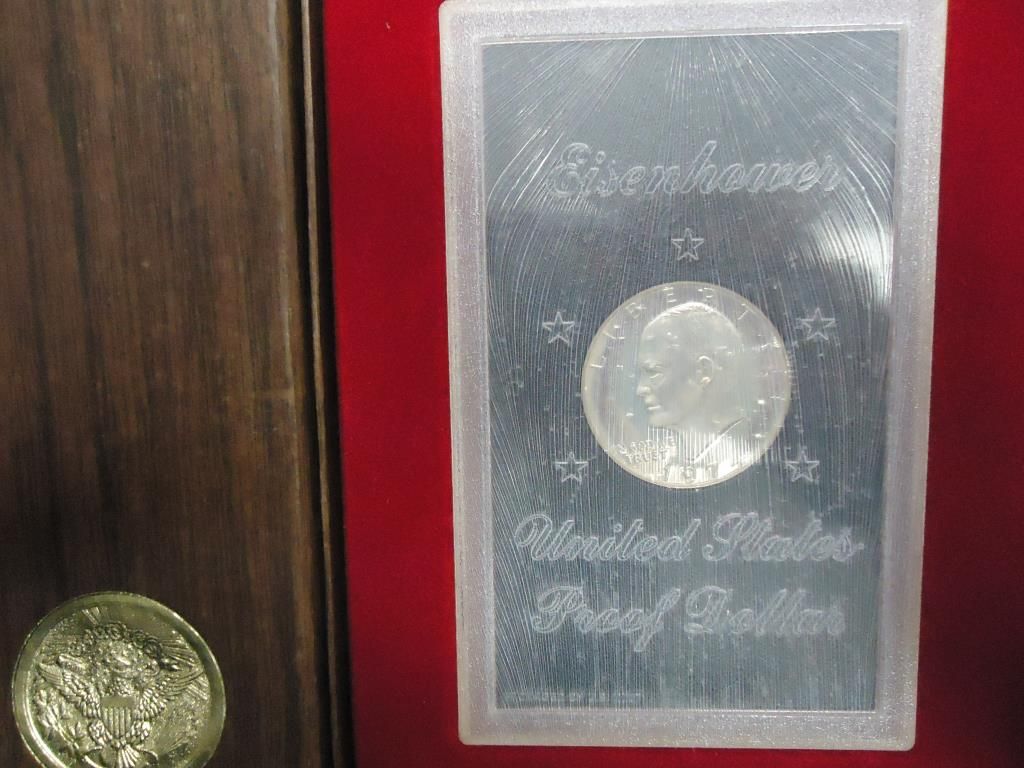 Eisenhower
LIBERTY
IN GOD WE
TRUST
United States
Proof Dollar